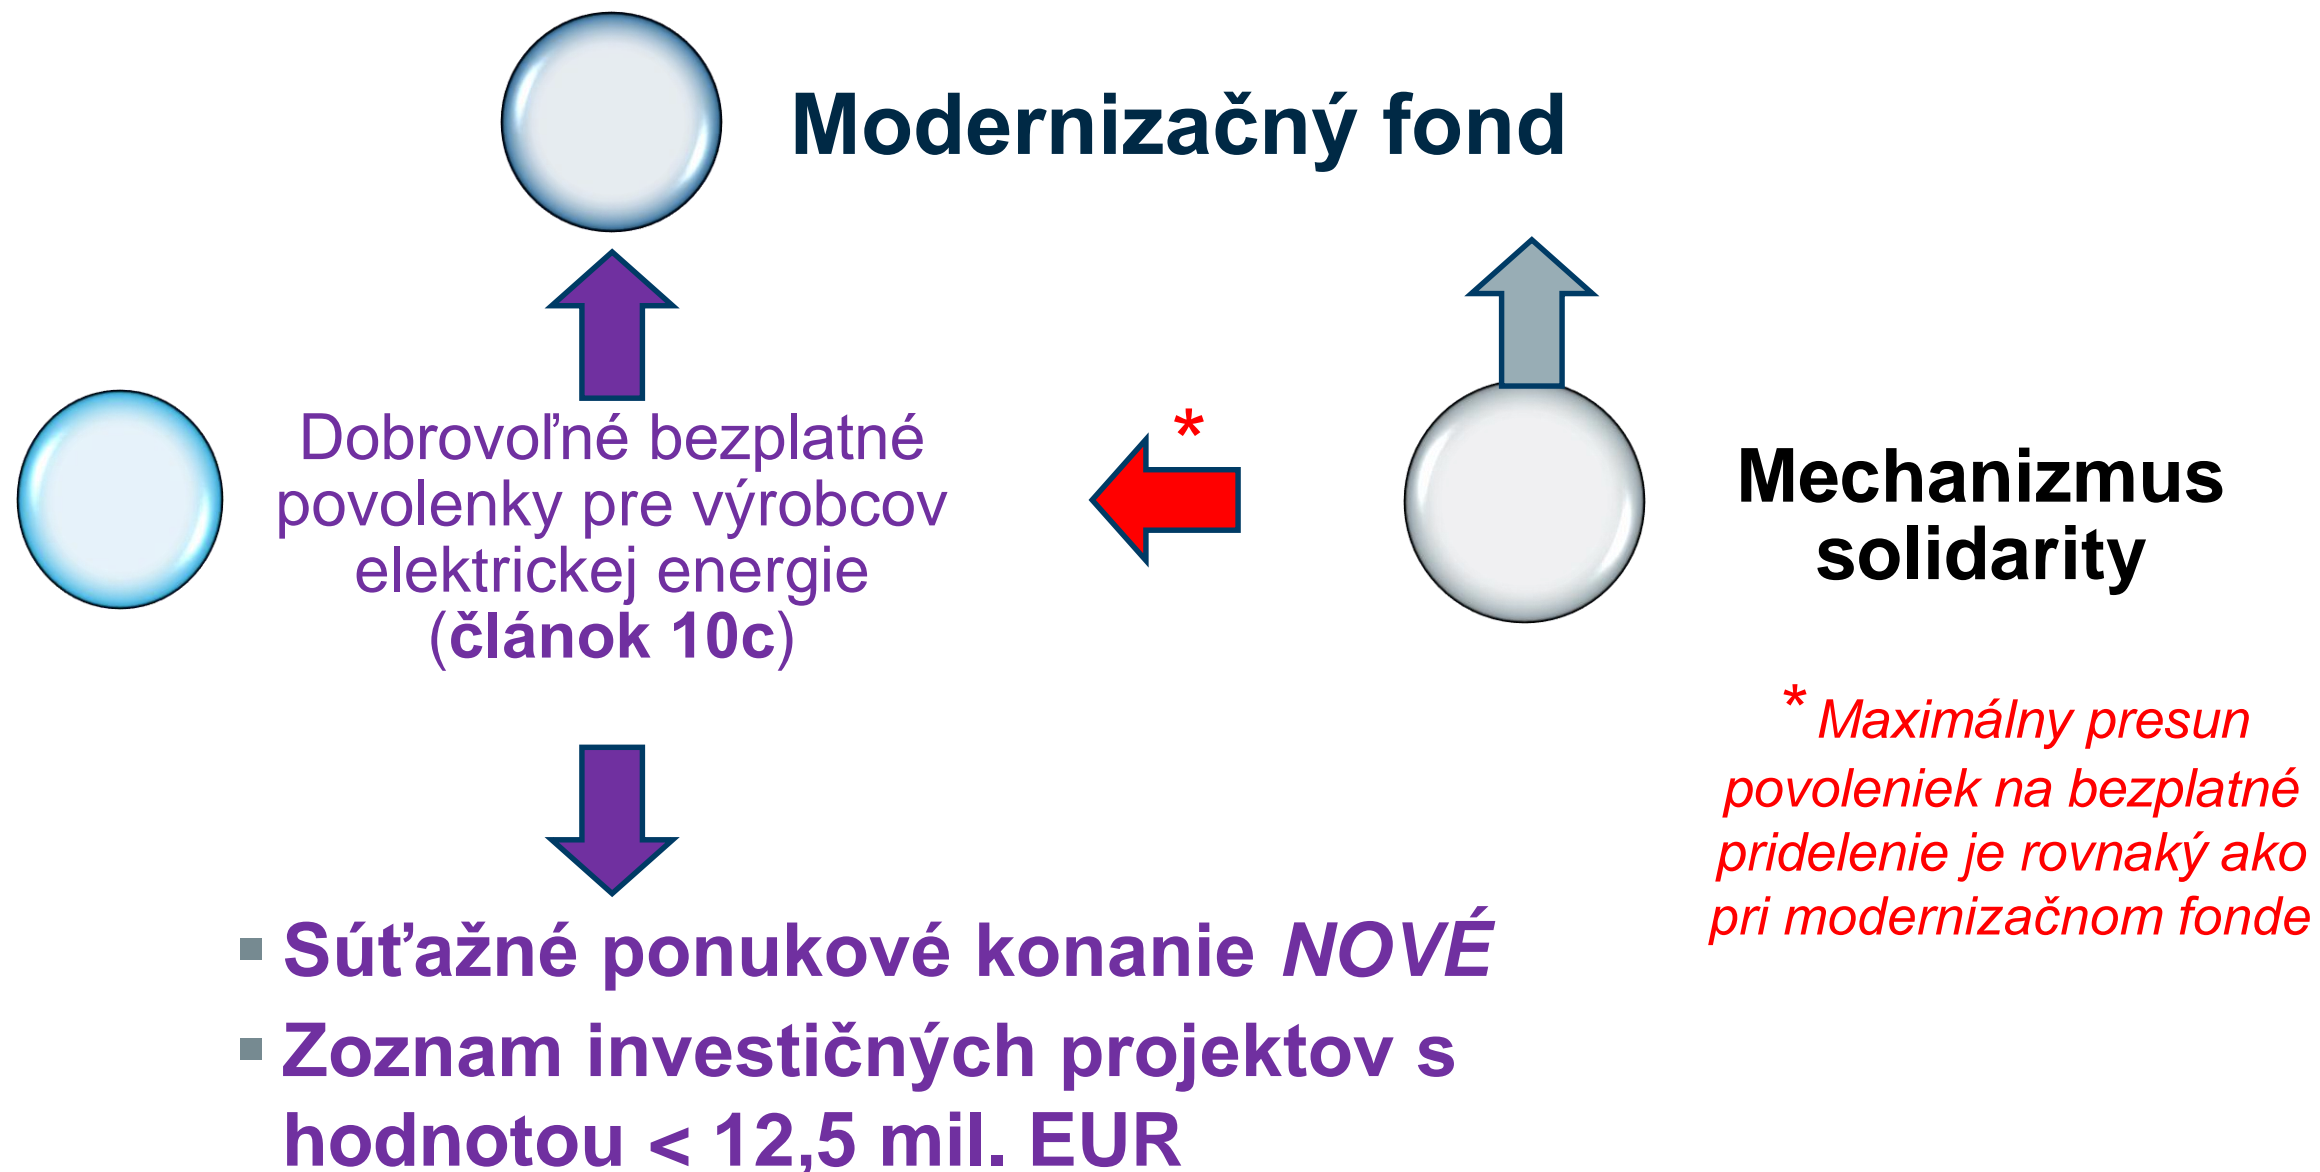 Modernizačný fond
Dobrovoľné bezplatné
povolenky pre výrobcov
elektrickej energie
(článok 10c)
*
Mechanizmus
solidarity
* Maximálny presun
povoleniek na bezplatné
pridelenie je rovnaký ako
pri modernizačnom fonde
▪ Súťažné ponukové konanie NOVÉ
▪ Zoznam investičných projektov s
hodnotou < 12,5 mil. EUR